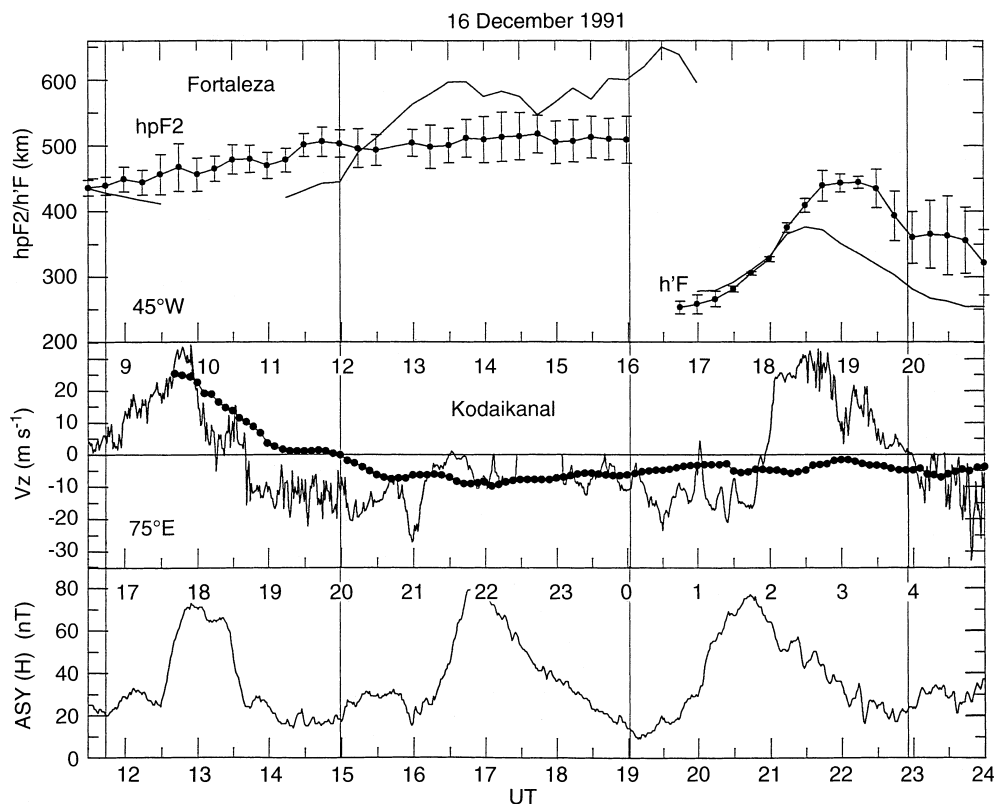 16 December 1991
600
500
400
300
200
hpF2/h'F (km)
Fortaleza
hpF2
h'F
45°W
9 10 11 12 13 14 15 16 17 18 19 20
20
10
0
-10
-20
-30
Vz (m s-1)
Kodaikanal
75°E
17 18 19 20 21 22 23 0 1 2 3 4
80
60
40
20
0
ASY (H) (nT)
12 13 14 15 16 17 18 19 20 21 22 23 24
UT